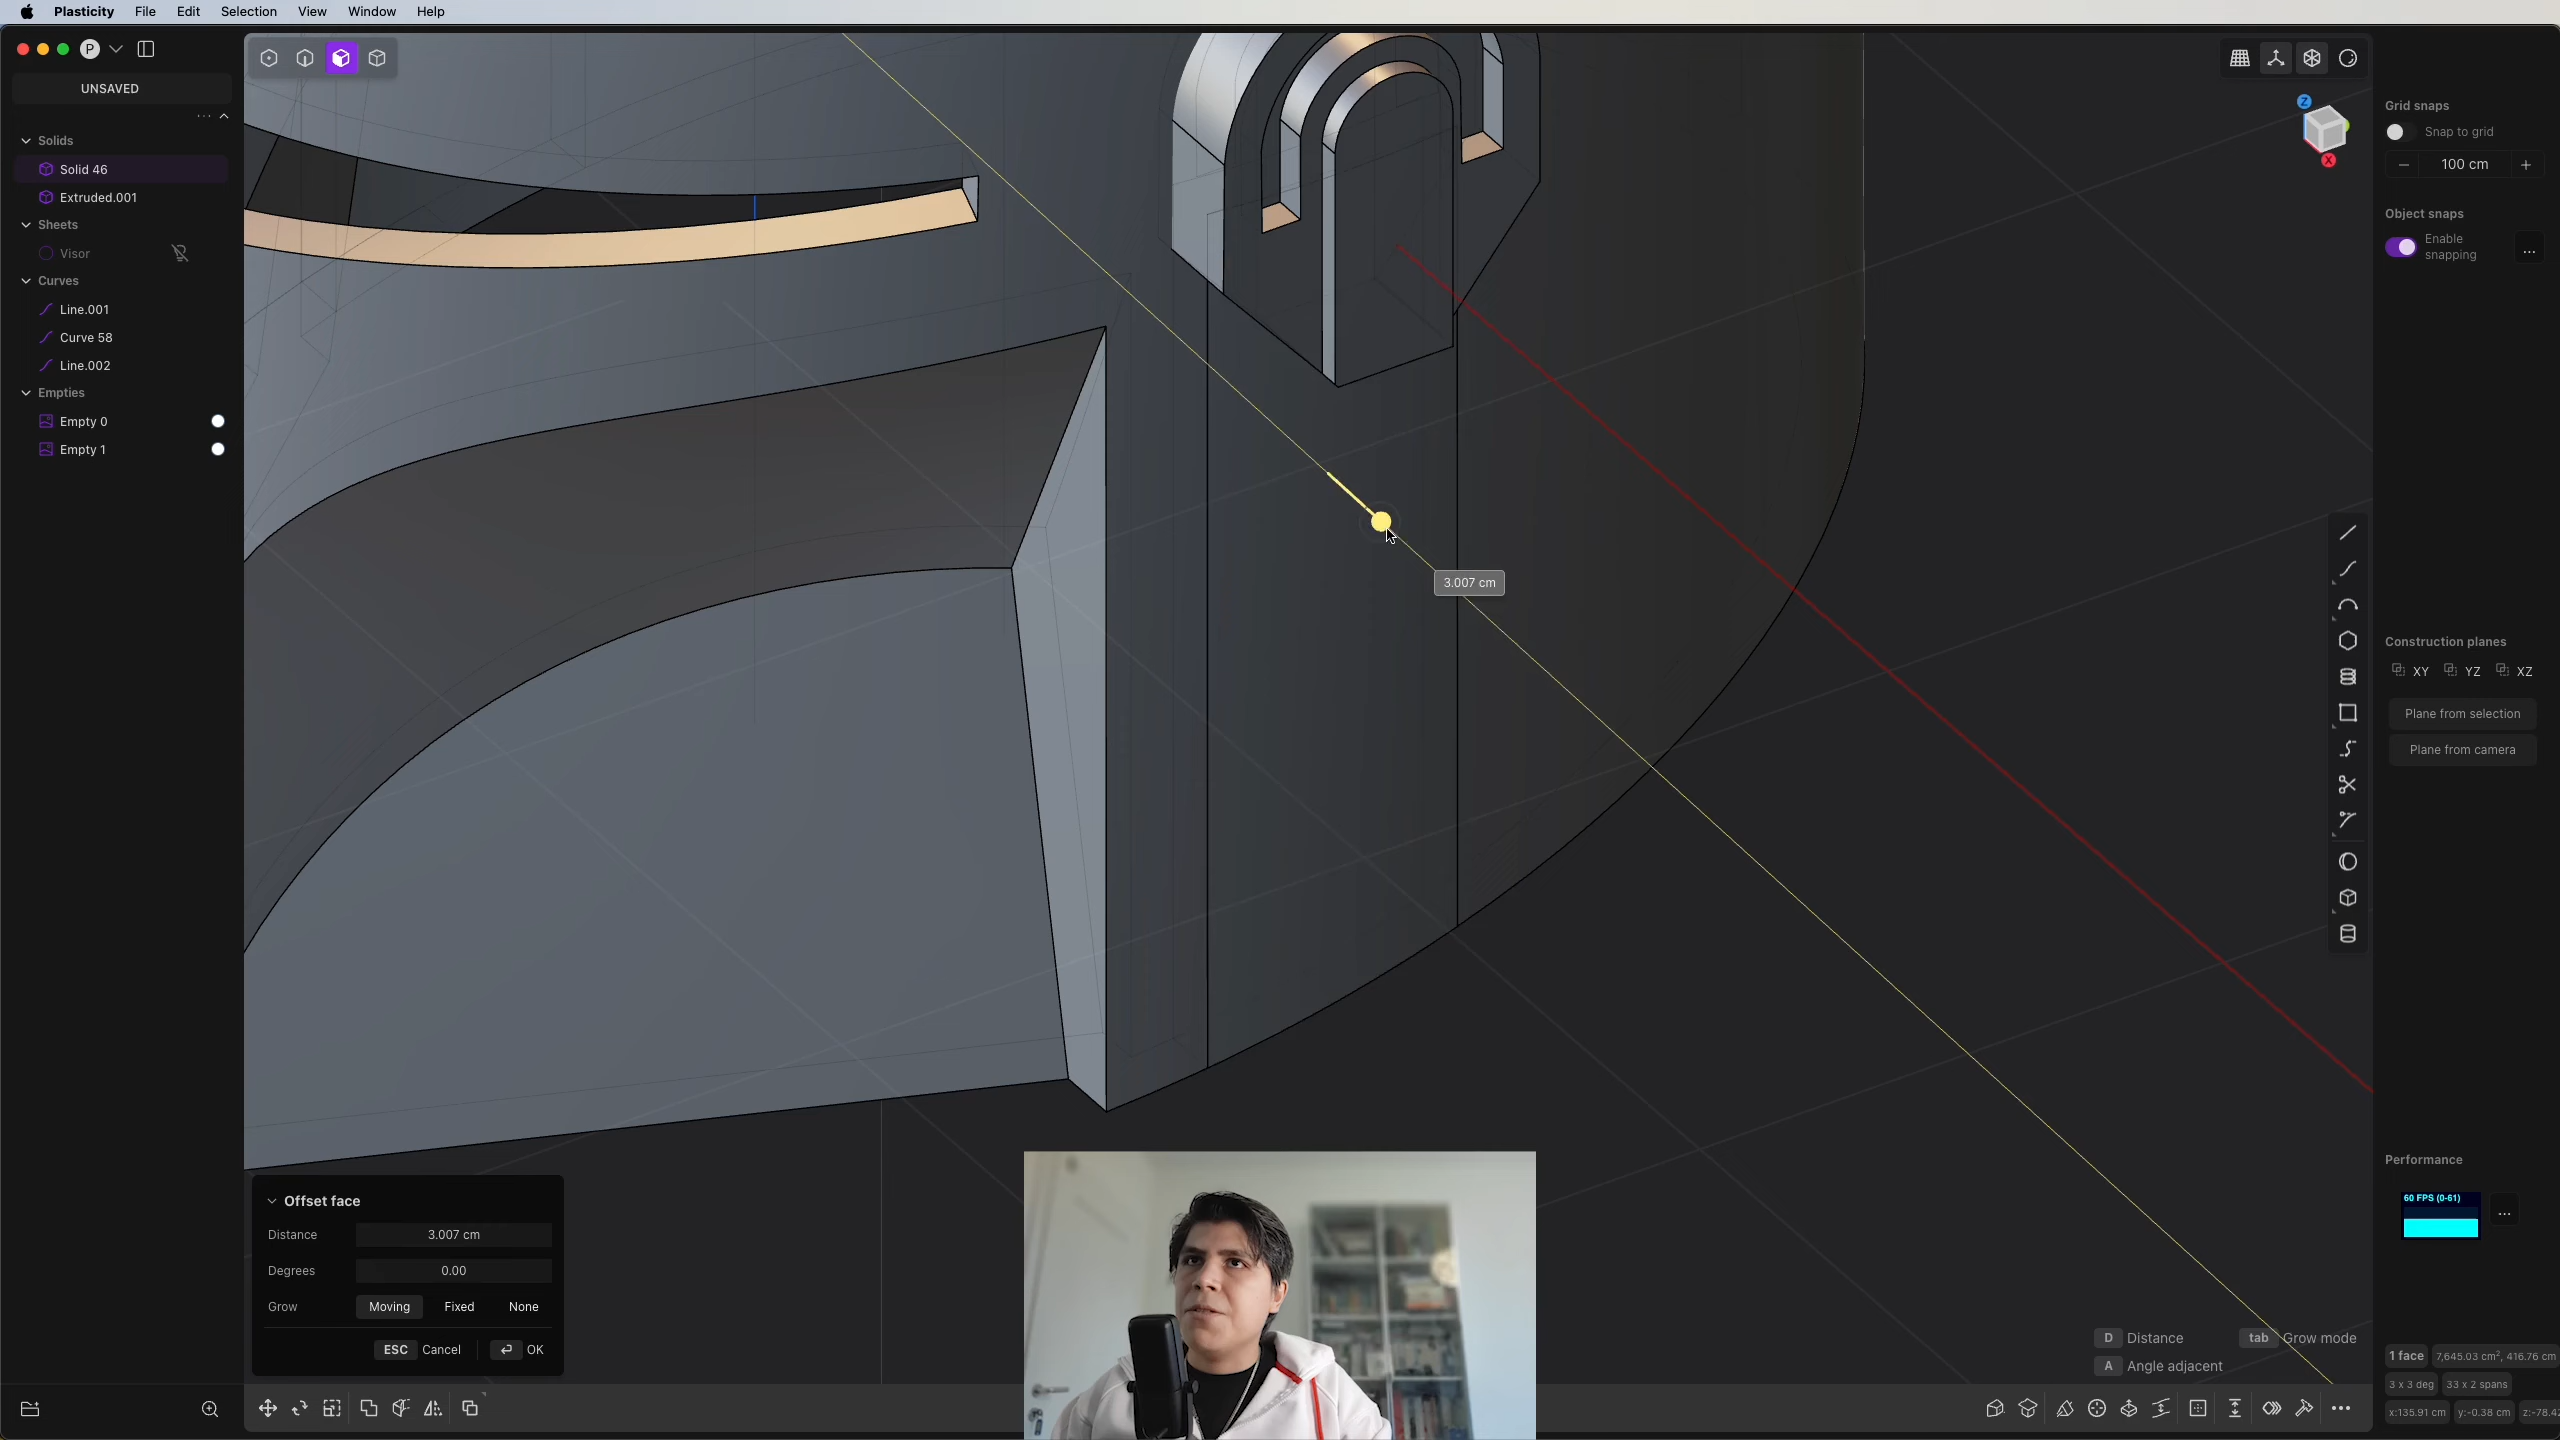 Plasticity File Edit Selection View Window Help
P
UNSAVED
Solids
Solid 46
Extruded.001
Sheets
Visor
Curves
Line.001
Curve 58
Line.002
Empties
Empty 0
Empty 1
Z
X
Grid snaps
Snap to grid
100 cm
Object snaps
Enable
snapping
3.007 cm
Construction planes
XY YZ XZ
Plane from selection
Plane from camera
Performance
60 FPS (0-61)
Offset face
Distance 3.007 cm
Degrees 0.00
Grow Moving Fixed None
ESC Cancel OK
D Distance tab Grow mode
A Angle adjacent
1 face 7,645.03 cm², 416.76 cm
3 x 3 deg 33 x 2 spans
x:135.91 cm y:-0.38 cm z:-78.42